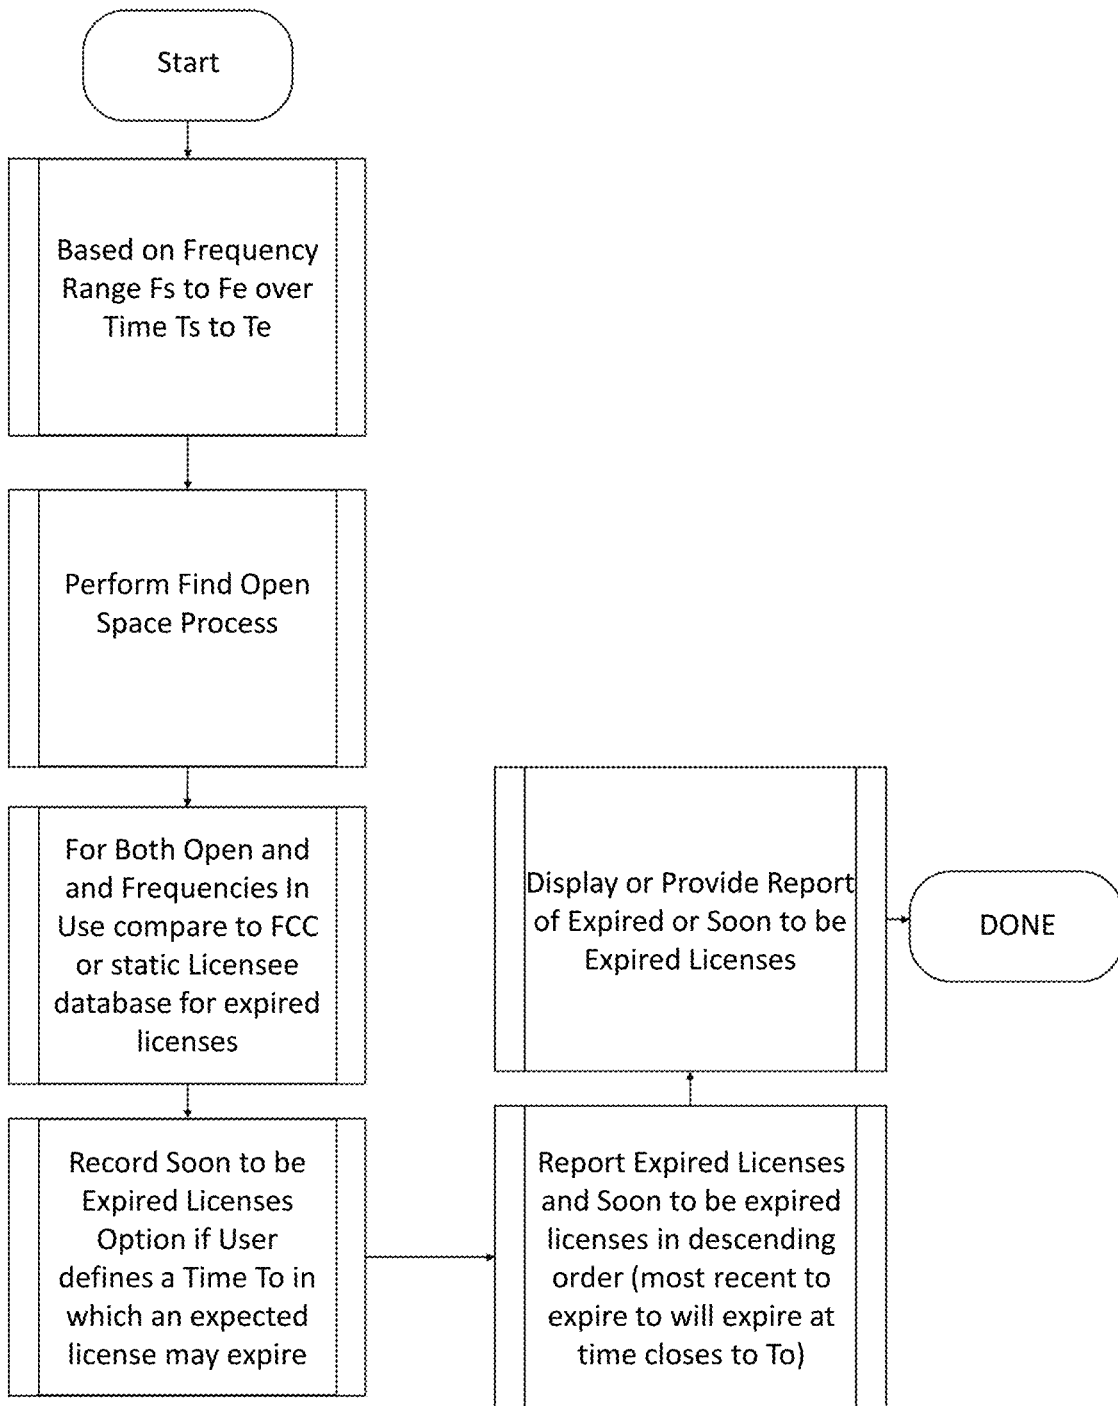 Start
Based on Frequency
Range Fs to Fe over
Time Ts to Te
Perform Find Open
Space Process
For Both Open and
and Frequencies In
Use compare to FCC
or static Licensee
database for expired
licenses
Record Soon to be
Expired Licenses
Option if User
defines a Time To in
which an expected
license may expire
Report Expired Licenses
and Soon to be expired
licenses in descending
order (most recent to
expire to will expire at
time closes to To)
Display or Provide Report
of Expired or Soon to be
Expired Licenses
DONE